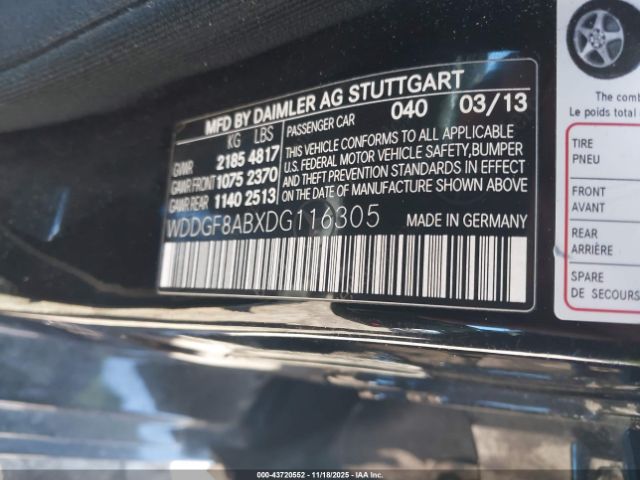 MFD BY DAIMLER AG STUTTGART
KG LBS PASSENGER CAR 040 03/13
GVWR 2185 4817
GAWR FRONT 1075 2370
GAWR REAR 1140 2513
THIS VEHICLE CONFORMS TO ALL APPLICABLE
U.S. FEDERAL MOTOR VEHICLE SAFETY,BUMPER
AND THEFT PREVENTION STANDARDS IN EFFECT
ON THE DATE OF MANUFACTURE SHOWN ABOVE
WDDGF8ABXDG116305 MADE IN GERMANY
The comb
Le poids total
TIRE
PNEU
FRONT
AVANT
REAR
ARRIÈRE
SPARE
DE SECOURS
000-43720552 - 11/18/2025 - IAA Inc.